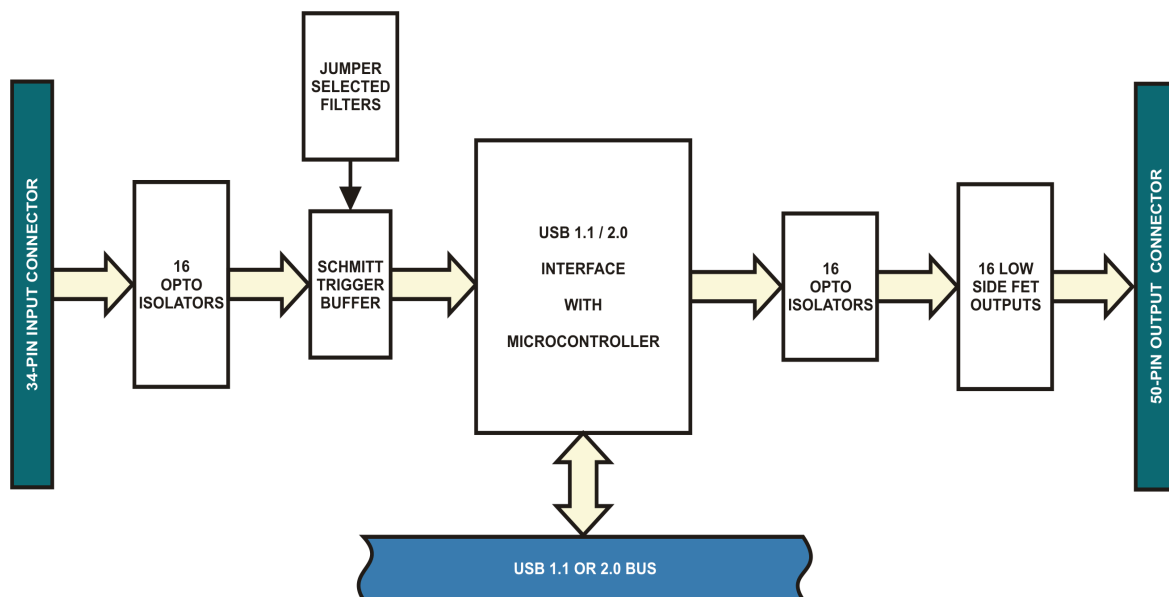 34-PIN INPUT CONNECTOR
16
OPTO
ISOLATORS
JUMPER
SELECTED
FILTERS
SCHMITT
TRIGGER
BUFFER
USB 1.1 / 2.0
INTERFACE
WITH
MICROCONTROLLER
16
OPTO
ISOLATORS
16 LOW
SIDE FET
OUTPUTS
50-PIN OUTPUT CONNECTOR
USB 1.1 OR 2.0 BUS